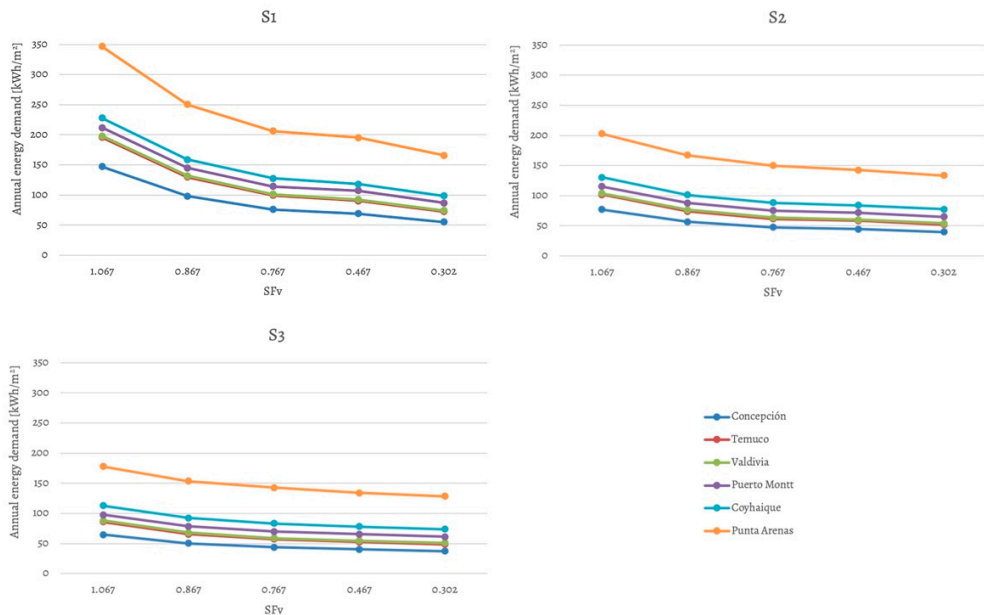 S1
Annual energy demand [kWh/m²]
350
300
250
200
150
100
50
0
1.067 0.867 0.767 0.467 0.302
SFv
S2
Annual energy demand [kWh/m²]
350
300
250
200
150
100
50
0
1.067 0.867 0.767 0.467 0.302
SFv
S3
Annual energy demand [kWh/m²]
350
300
250
200
150
100
50
0
1.067 0.867 0.767 0.467 0.302
SFv
Concepción
Temuco
Valdivia
Puerto Montt
Coyhaique
Punta Arenas